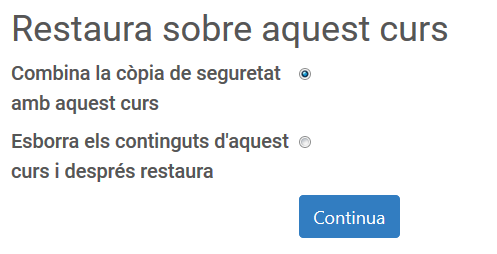 Restaura sobre aquest curs
Combina la còpia de seguretat
amb aquest curs
Esborra els continguts d'aquest
curs i després restaura
Continua